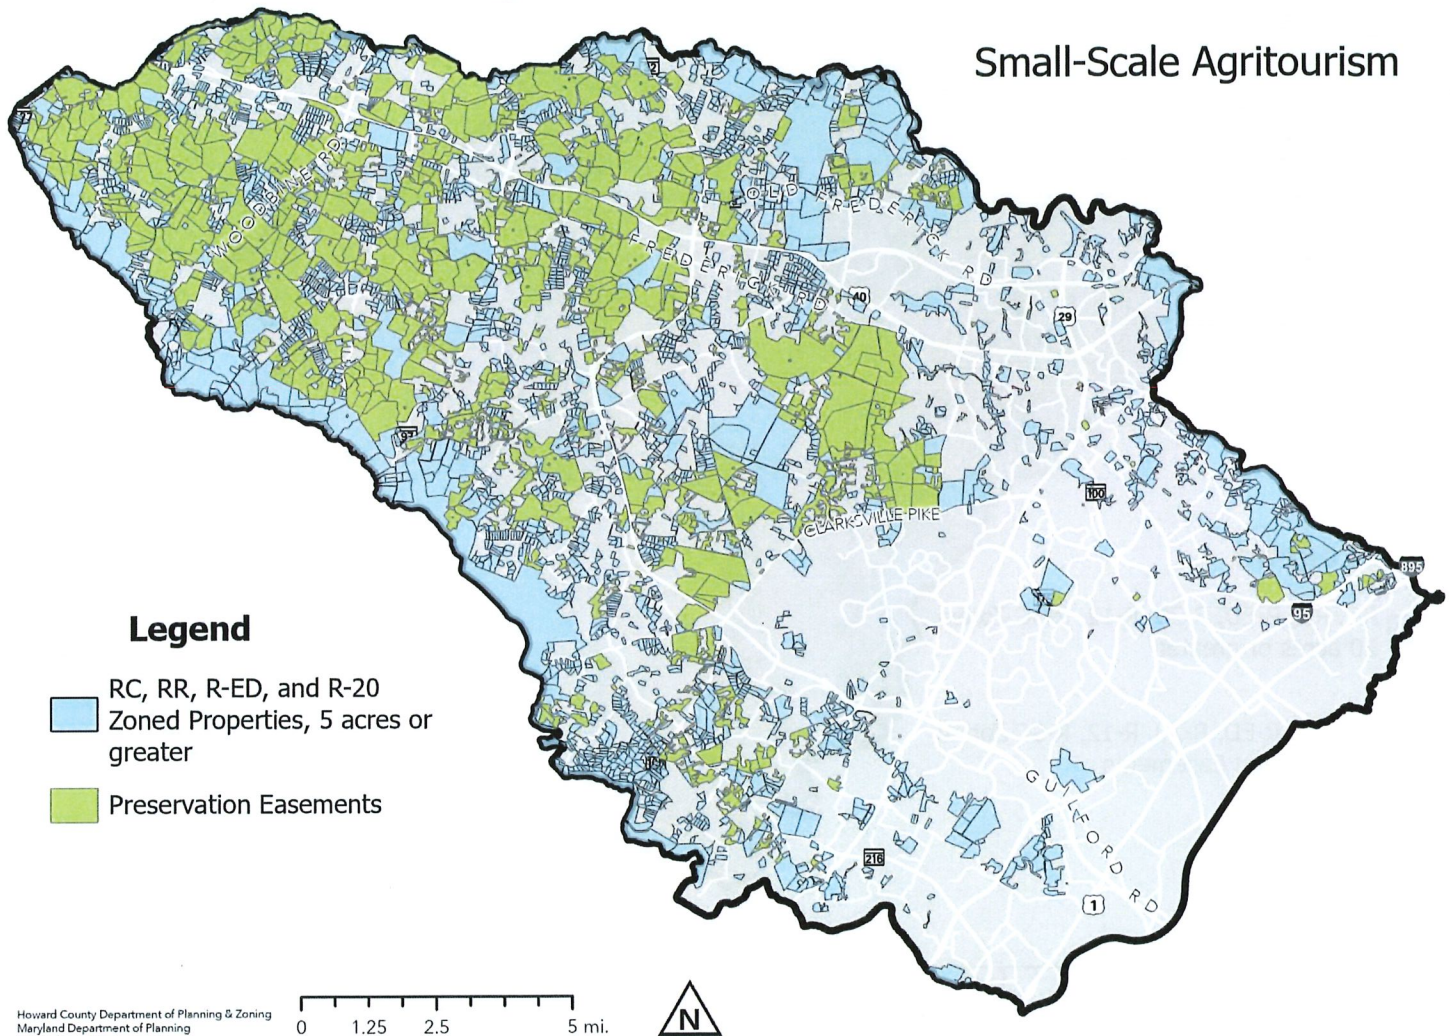 Small-Scale Agritourism
WOODBINE RD
OLD FREDERICK RD
FREDERICK RD
40
29
CLARKSVILLE PIKE
100
895
95
GUILFORD RD
216
1
Legend
RC, RR, R-ED, and R-20
Zoned Properties, 5 acres or
greater
Preservation Easements
Howard County Department of Planning & Zoning
Maryland Department of Planning
0 1.25 2.5 5 mi.
N